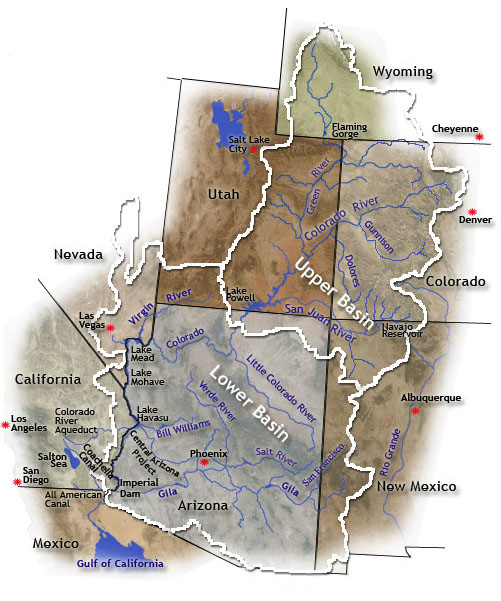 Wyoming
Flaming
Gorge
Cheyenne
Salt Lake
City
Utah
Green
River
Colorado River
Gunnison
Denver
Dolores
Colorado
Upper Basin
Nevada
Lake
Powell
San Juan River
Navajo
Reservoir
Virgin River
Las
Vegas
Colorado
Lake
Mead
Lake
Mohave
California
Little Colorado River
Lower Basin
Verde River
Albuquerque
Los
Angeles
Colorado
River
Aqueduct
Lake
Havasu
Bill Williams
Central Arizona
Project
Phoenix
Salt River
San Francisco
Rio Grande
Salton
Sea
Coachella
Canal
San
Diego
Imperial
Dam
Gila
Gila
New Mexico
All American
Canal
Arizona
Mexico
Gulf of California